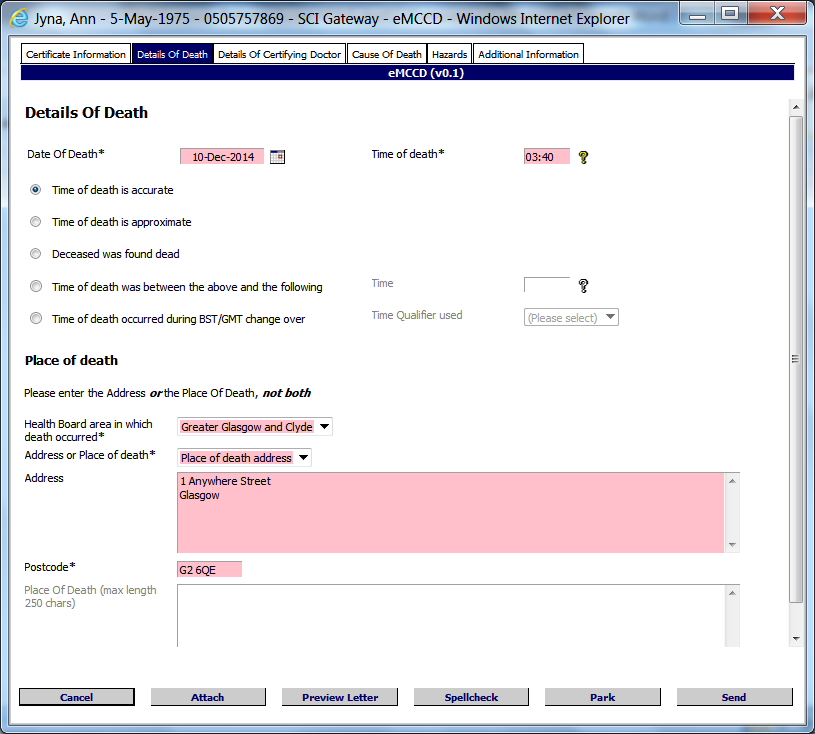 Jyna, Ann - 5-May-1975 - 0505757869 - SCI Gateway - eMCCD - Windows Internet Explorer
Certificate Information Details Of Death Details Of Certifying Doctor Cause Of Death Hazards Additional Information
eMCCD (v0.1)
Details Of Death
Date Of Death* 10-Dec-2014 Time of death* 03:40 ?
Time of death is accurate
Time of death is approximate
Deceased was found dead
Time of death was between the above and the following Time ?
Time of death occurred during BST/GMT change over Time Qualifier used (Please select)
Place of death
Please enter the Address or the Place Of Death, not both
Health Board area in which
death occurred* Greater Glasgow and Clyde
Address or Place of death* Place of death address
Address 1 Anywhere Street
Glasgow
Postcode* G2 6QE
Place Of Death (max length
250 chars)
Cancel Attach Preview Letter Spellcheck Park Send